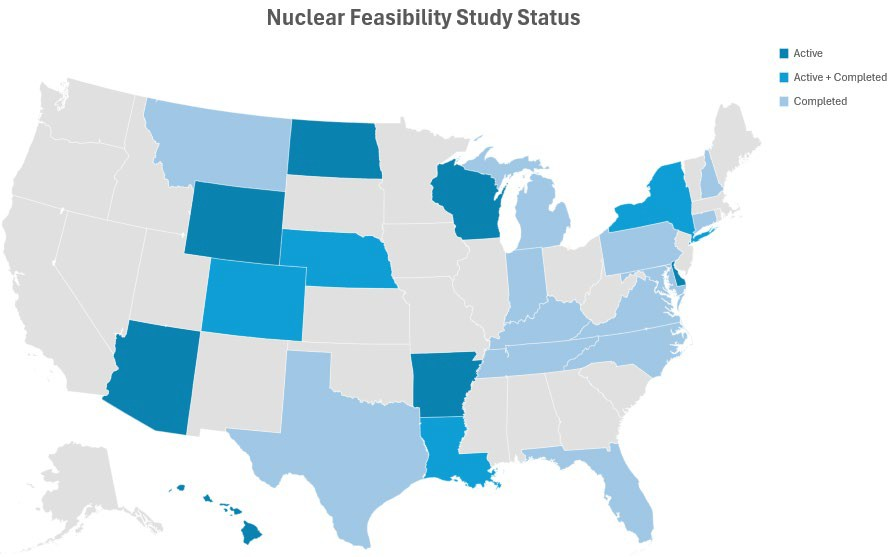 Nuclear Feasibility Study Status
Active
Active + Completed
Completed